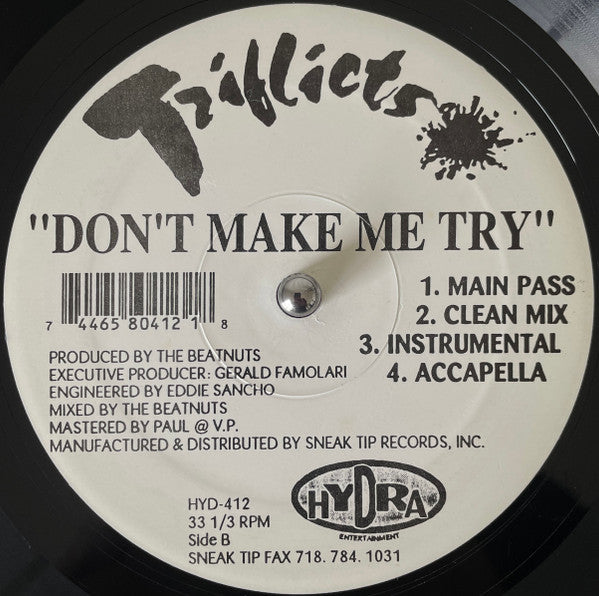 Triflicts
"DON'T MAKE ME TRY"
1. MAIN PASS
2. CLEAN MIX
3. INSTRUMENTAL
4. ACCAPELLA
7 44658 0412 1 8
PRODUCED BY THE BEATNUTS
EXECUTIVE PRODUCER: GERALD FAMOLARI
ENGINEERED BY EDDIE SANCHO
MIXED BY THE BEATNUTS
MASTERED BY PAUL @ V.P.
MANUFACTURED & DISTRIBUTED BY SNEAK TIP RECORDS, INC.
HYD-412
33 1/3 RPM
Side B
SNEAK TIP FAX 718. 784. 1031
HYDRA
ENTERTAINMENT